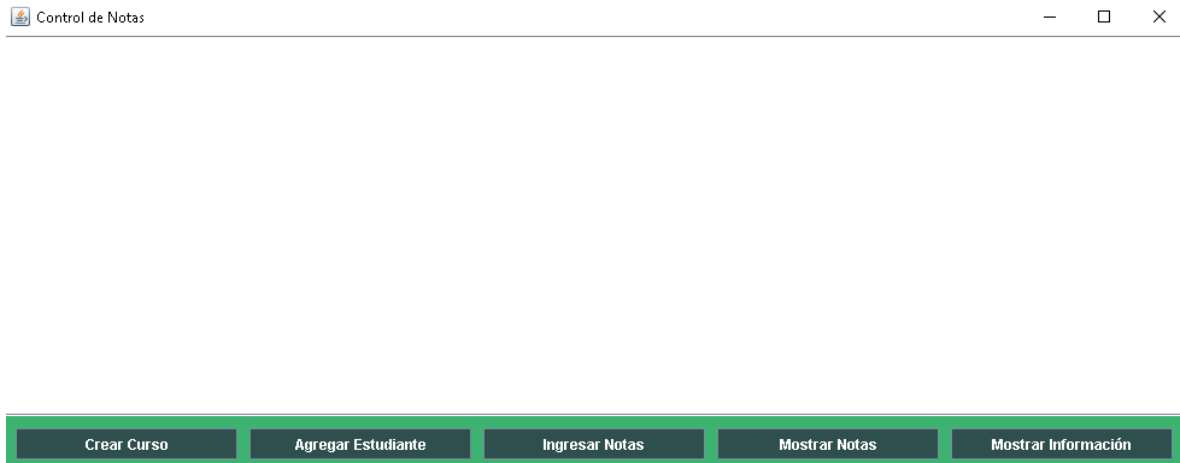 Control de Notas
Crear Curso Agregar Estudiante Ingresar Notas Mostrar Notas Mostrar Información